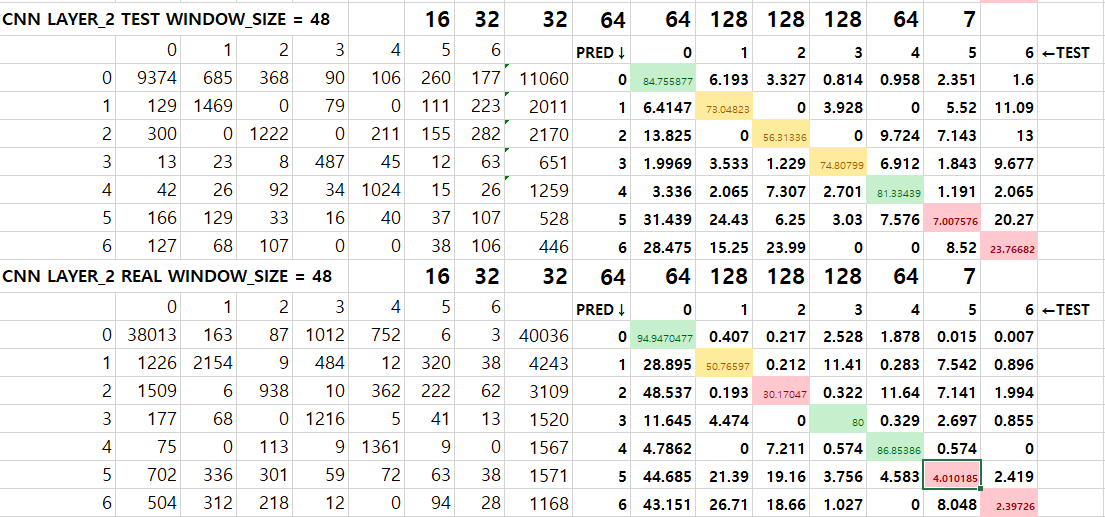 CNN LAYER_2 TEST WINDOW_SIZE = 48 16 32 32 64 64 128 128 128 64 7
0 1 2 3 4 5 6 PRED ↓ 0 1 2 3 4 5 6 ←TEST
0 9374 685 368 90 106 260 177 11060 0 84.755877 6.193 3.327 0.814 0.958 2.351 1.6
1 129 1469 0 79 0 111 223 2011 1 6.4147 73.04823 0 3.928 0 5.52 11.09
2 300 0 1222 0 211 155 282 2170 2 13.825 0 56.31336 0 9.724 7.143 13
3 13 23 8 487 45 12 63 651 3 1.9969 3.533 1.229 74.80799 6.912 1.843 9.677
4 42 26 92 34 1024 15 26 1259 4 3.336 2.065 7.307 2.701 81.33439 1.191 2.065
5 166 129 33 16 40 37 107 528 5 31.439 24.43 6.25 3.03 7.576 7.007576 20.27
6 127 68 107 0 0 38 106 446 6 28.475 15.25 23.99 0 0 8.52 23.76682
CNN LAYER_2 REAL WINDOW_SIZE = 48 16 32 32 64 64 128 128 128 64 7
0 1 2 3 4 5 6 PRED ↓ 0 1 2 3 4 5 6 ←TEST
0 38013 163 87 1012 752 6 3 40036 0 94.9470477 0.407 0.217 2.528 1.878 0.015 0.007
1 1226 2154 9 484 12 320 38 4243 1 28.895 50.76597 0.212 11.41 0.283 7.542 0.896
2 1509 6 938 10 362 222 62 3109 2 48.537 0.193 30.17047 0.322 11.64 7.141 1.994
3 177 68 0 1216 5 41 13 1520 3 11.645 4.474 0 80 0.329 2.697 0.855
4 75 0 113 9 1361 9 0 1567 4 4.7862 0 7.211 0.574 86.85386 0.574 0
5 702 336 301 59 72 63 38 1571 5 44.685 21.39 19.16 3.756 4.583 4.010185 2.419
6 504 312 218 12 0 94 28 1168 6 43.151 26.71 18.66 1.027 0 8.048 2.39726